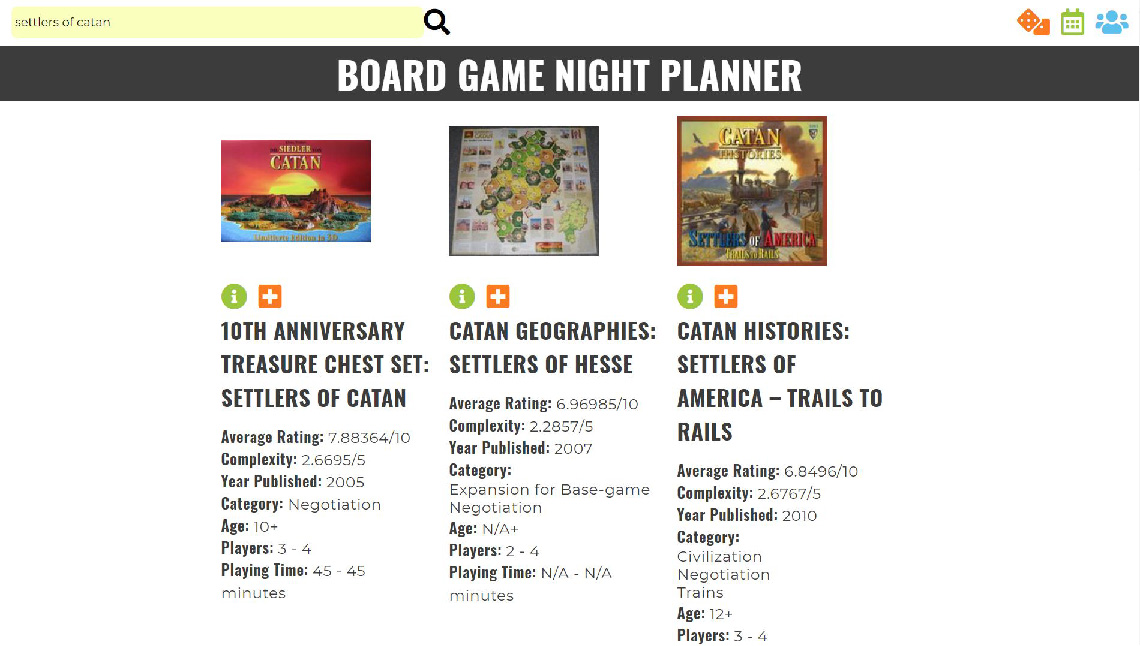 settlers of catan
BOARD GAME NIGHT PLANNER
SIEDLER
CATAN
10TH ANNIVERSARY
TREASURE CHEST SET:
SETTLERS OF CATAN
Average Rating: 7.88364/10
Complexity: 2.6695/5
Year Published: 2005
Category: Negotiation
Age: 10+
Players: 3 - 4
Playing Time: 45 - 45
minutes
CATAN GEOGRAPHIES:
SETTLERS OF HESSE
Average Rating: 6.96985/10
Complexity: 2.2857/5
Year Published: 2007
Category:
Expansion for Base-game
Negotiation
Age: N/A+
Players: 2 - 4
Playing Time: N/A - N/A
minutes
CATAN
HISTORIES
SETTLERS OF AMERICA
TRAILS TO RAILS
CATAN HISTORIES:
SETTLERS OF
AMERICA – TRAILS TO
RAILS
Average Rating: 6.8496/10
Complexity: 2.6767/5
Year Published: 2010
Category:
Civilization
Negotiation
Trains
Age: 12+
Players: 3 - 4